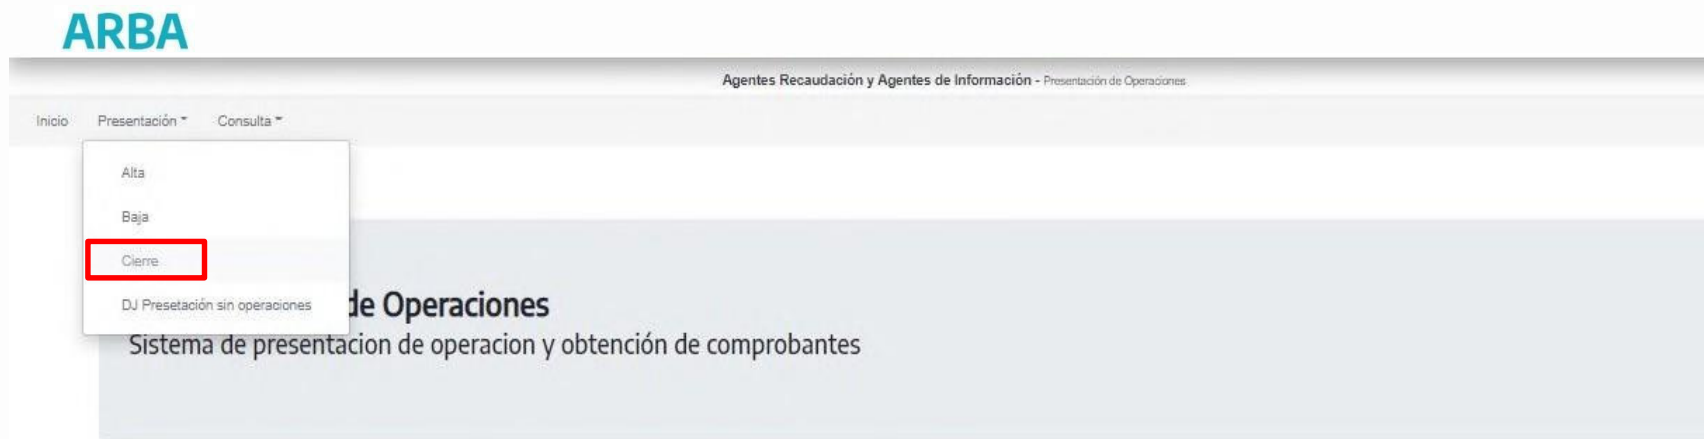 ARBA
Agentes Recaudación y Agentes de Información - Presentación de Operaciones
Inicio Presentación Consulta
Alta
Baja
Cierre
DJ Presetación sin operaciones
de Operaciones
Sistema de presentacion de operacion y obtención de comprobantes